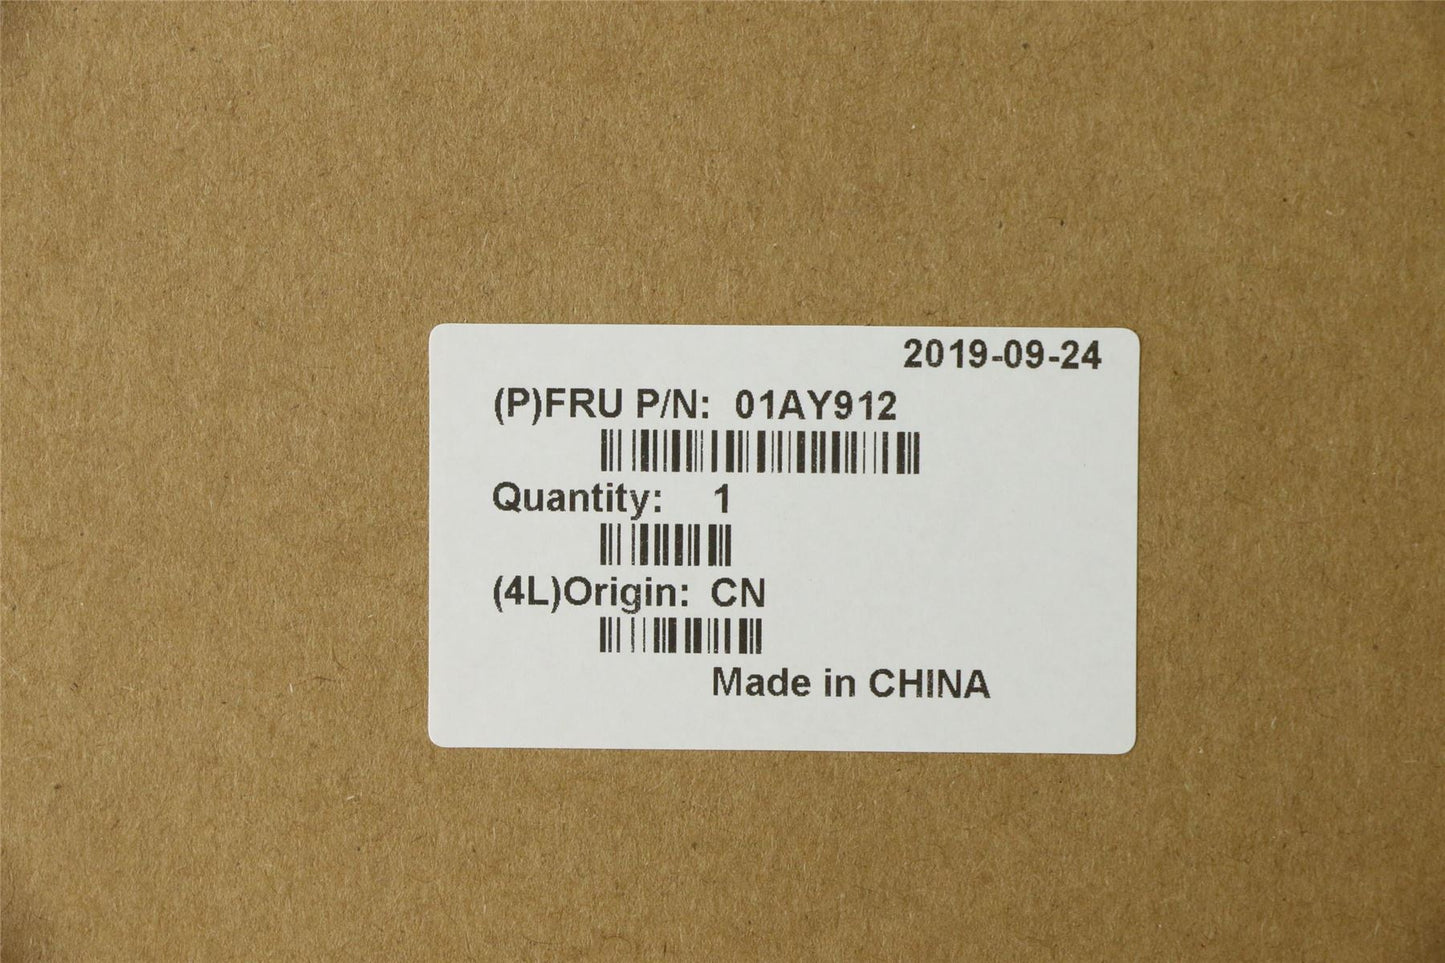 2019-09-24
(P)FRU P/N: 01AY912
Quantity: 1
(4L)Origin: CN
Made in CHINA